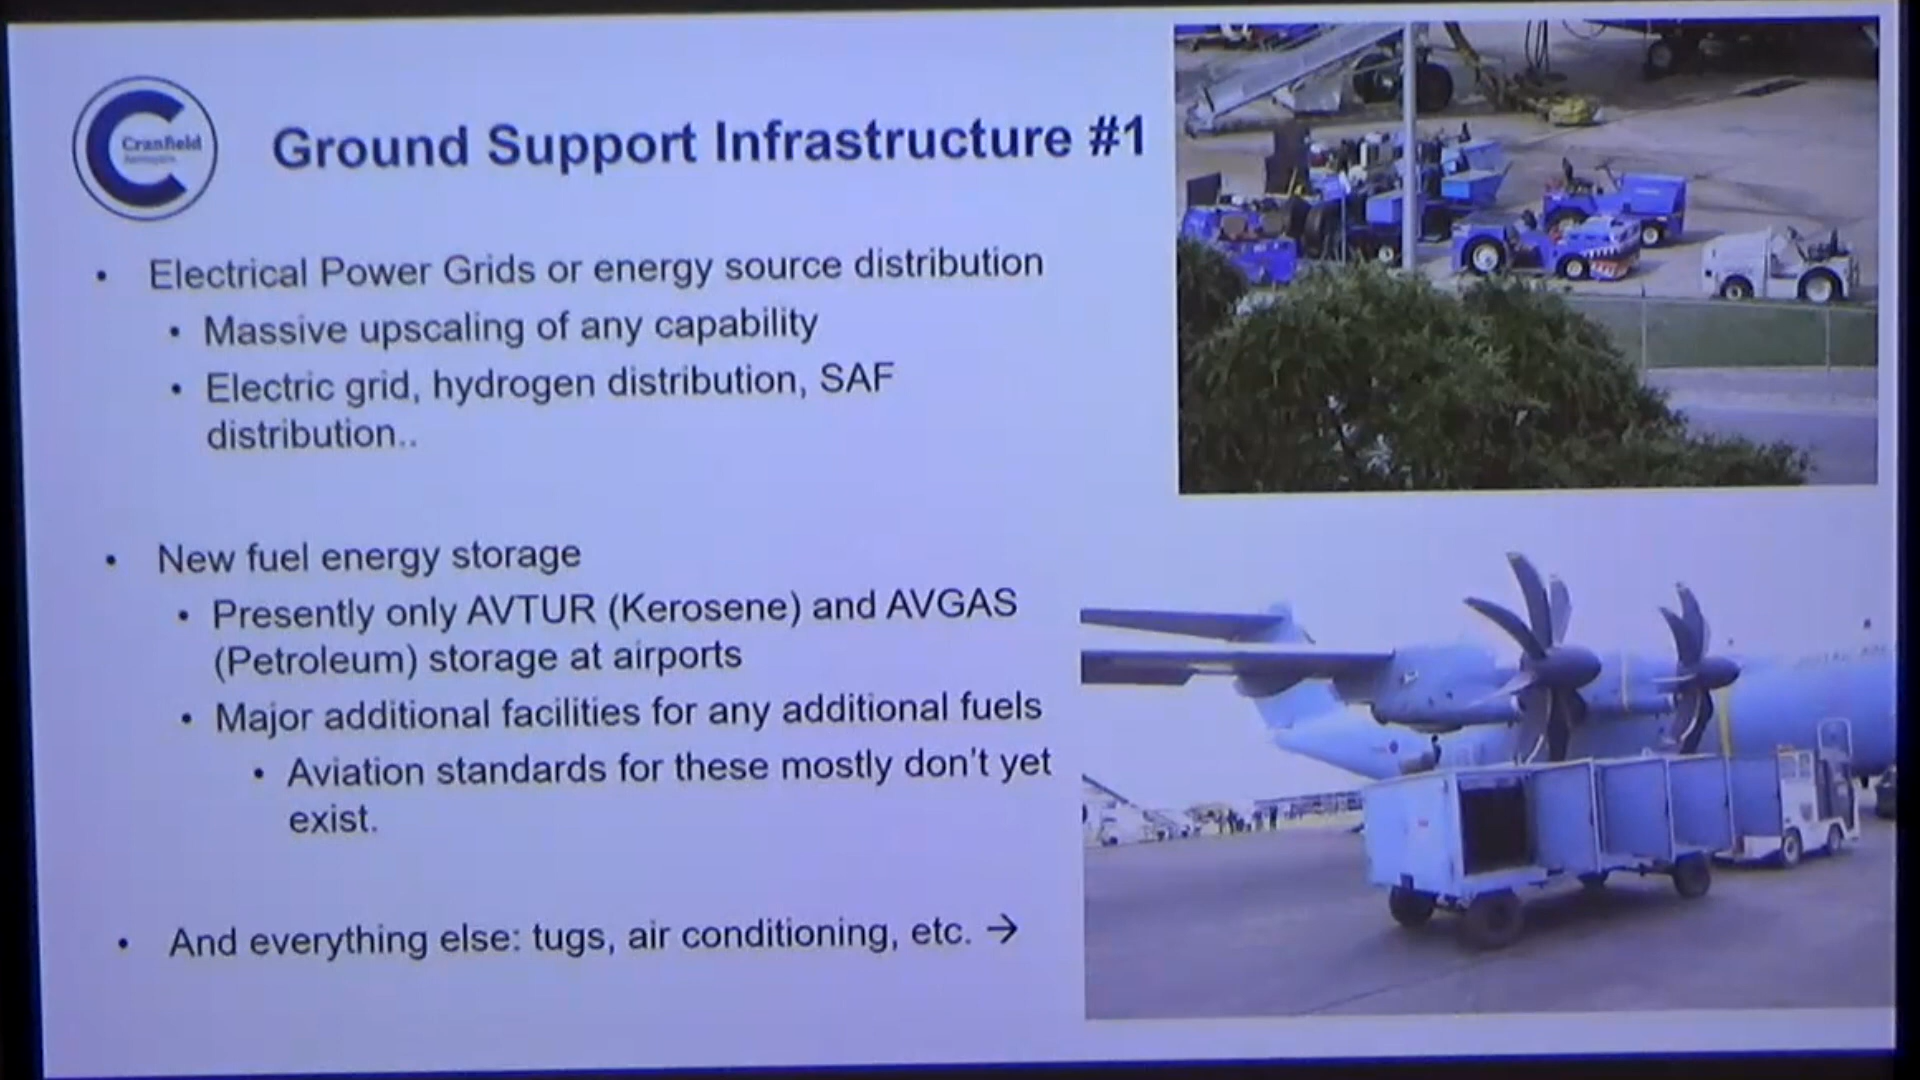 Cranfield
Ground Support Infrastructure #1
• Electrical Power Grids or energy source distribution
• Massive upscaling of any capability
• Electric grid, hydrogen distribution, SAF
distribution..
• New fuel energy storage
• Presently only AVTUR (Kerosene) and AVGAS
(Petroleum) storage at airports
• Major additional facilities for any additional fuels
• Aviation standards for these mostly don't yet
exist.
• And everything else: tugs, air conditioning, etc. →